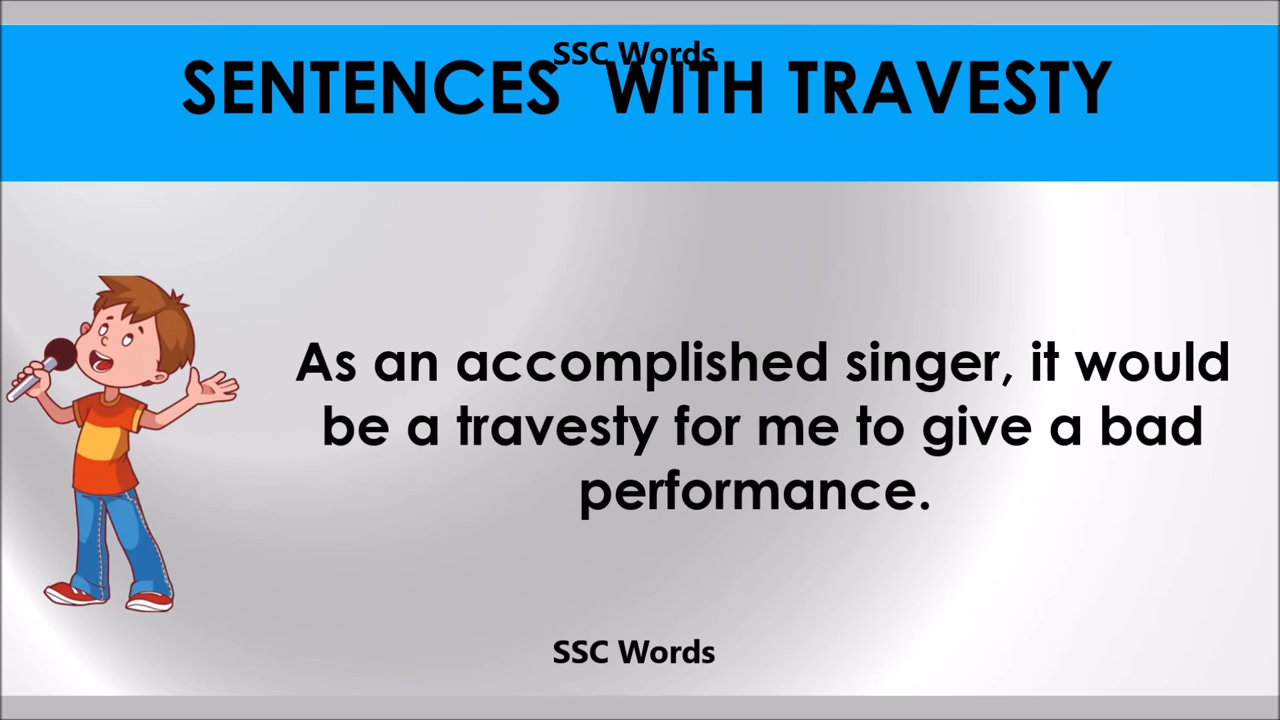 SSC Words
SENTENCES WITH TRAVESTY
As an accomplished singer, it would
be a travesty for me to give a bad
performance.
SSC Words